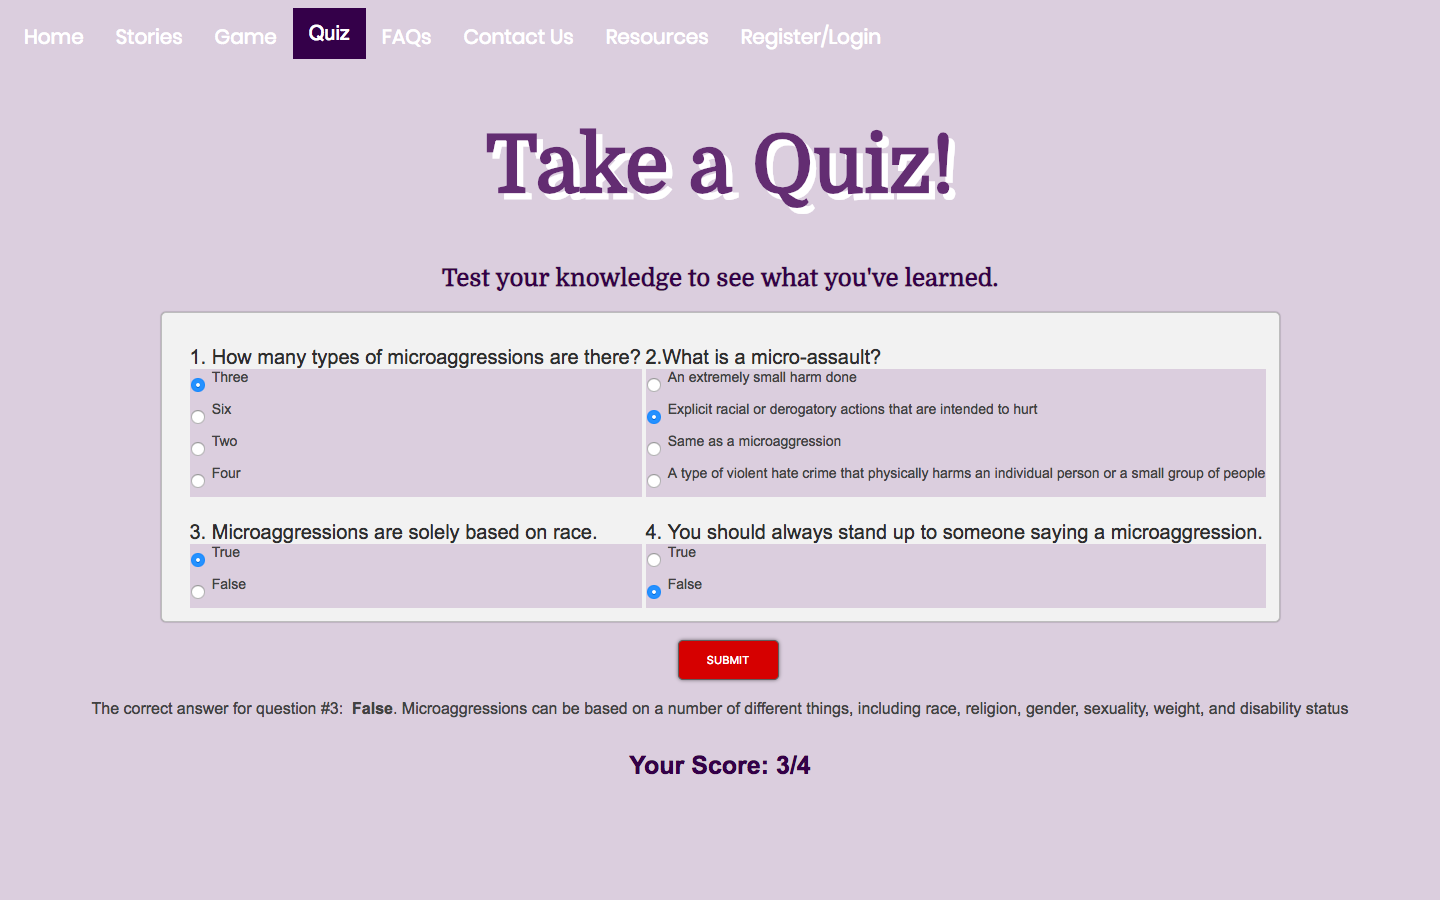 Home Stories Game Quiz FAQs Contact Us Resources Register/Login
Take a Quiz!
Test your knowledge to see what you've learned.
1. How many types of microaggressions are there?
Three
Six
Two
Four
2.What is a micro-assault?
An extremely small harm done
Explicit racial or derogatory actions that are intended to hurt
Same as a microaggression
A type of violent hate crime that physically harms an individual person or a small group of people
3. Microaggressions are solely based on race.
True
False
4. You should always stand up to someone saying a microaggression.
True
False
SUBMIT
The correct answer for question #3: False. Microaggressions can be based on a number of different things, including race, religion, gender, sexuality, weight, and disability status
Your Score: 3/4